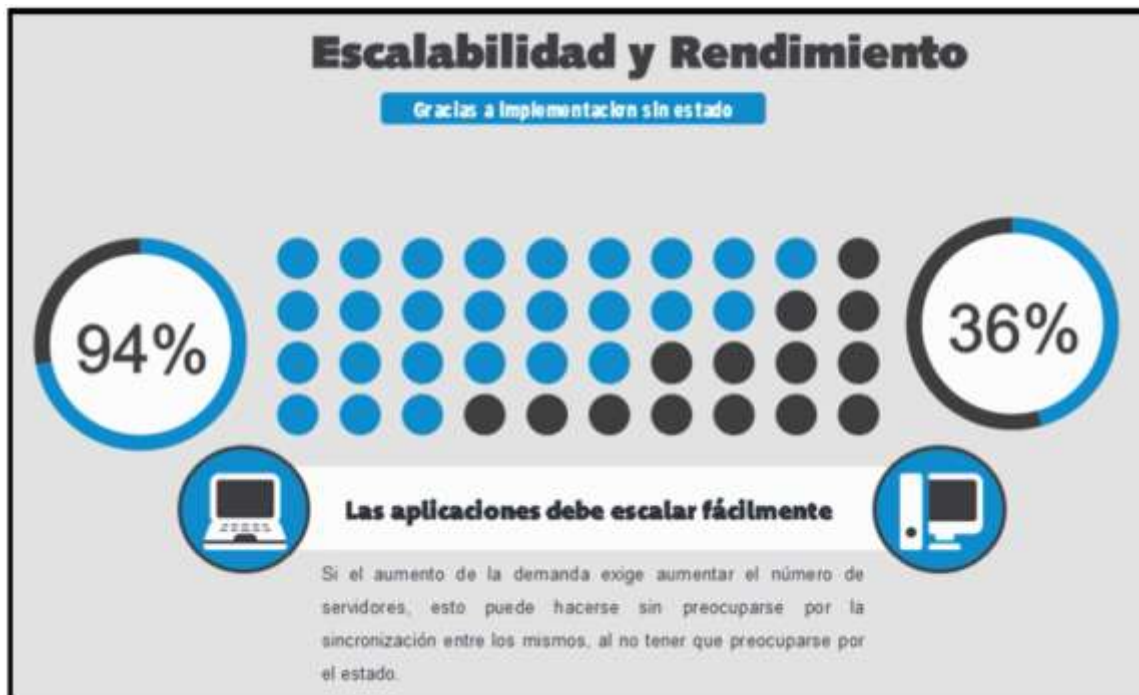 Escalabilidad y Rendimiento
Gracias a Implementackn sin estado
94%
36%
Las aplicaciones debe escalar fácilmente
Si el aumento de la demanda exige aumentar el número de
servidores, esto puede hacerse sin preocuparse por la
sincronización entre los mismos, al no tener que preocuparse por
el estado.